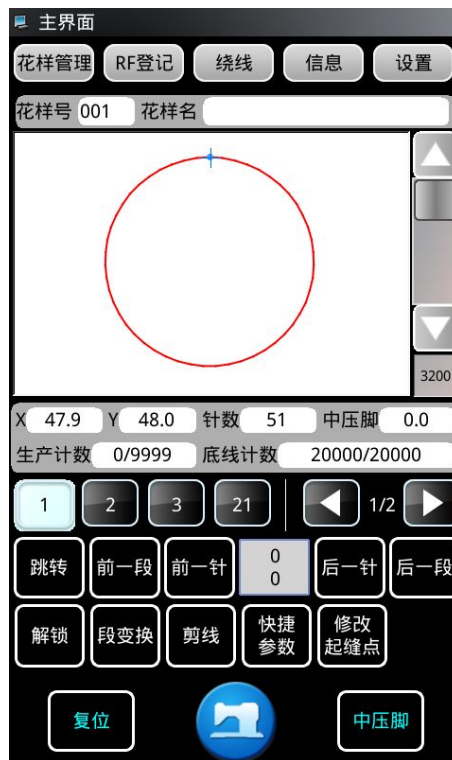 主界面
花样管理 RF登记 绕线 信息 设置
花样号 001 花样名
3200
X 47.9 Y 48.0 针数 51 中压脚 0.0
生产计数 0/9999 底线计数 20000/20000
1 2 3 21 1/2
跳转 前一段 前一针 0 后一针 后一段
0
解锁 段变换 剪线 快捷 修改
参数 起缝点
复位 中压脚